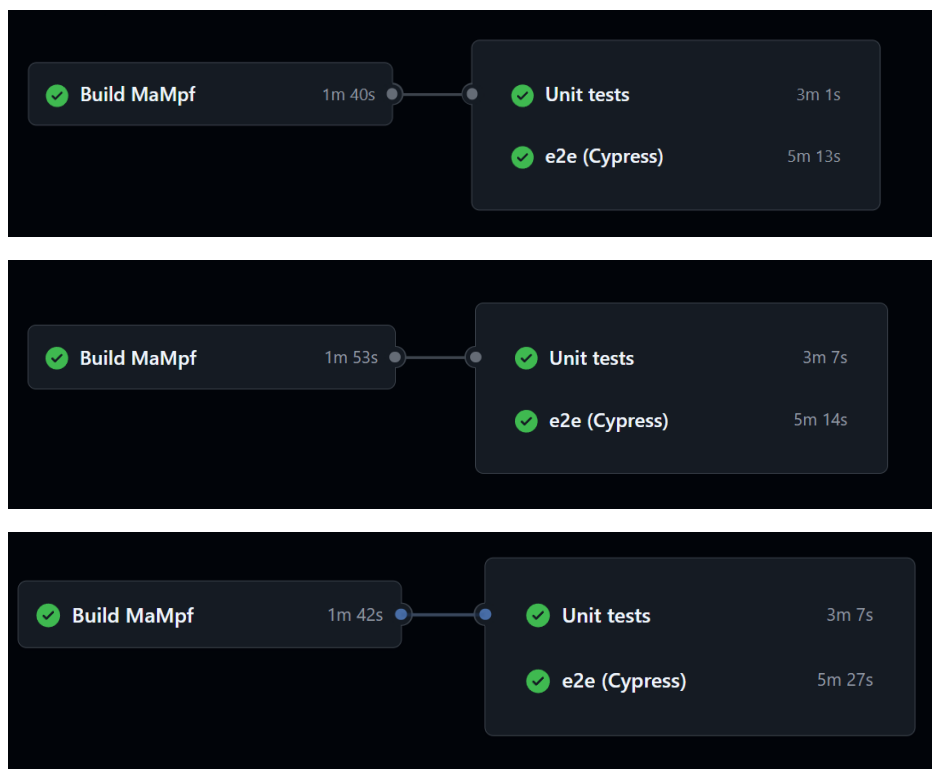 Build MaMpf 1m 40s
Unit tests 3m 1s
e2e (Cypress) 5m 13s
Build MaMpf 1m 53s
Unit tests 3m 7s
e2e (Cypress) 5m 14s
Build MaMpf 1m 42s
Unit tests 3m 7s
e2e (Cypress) 5m 27s